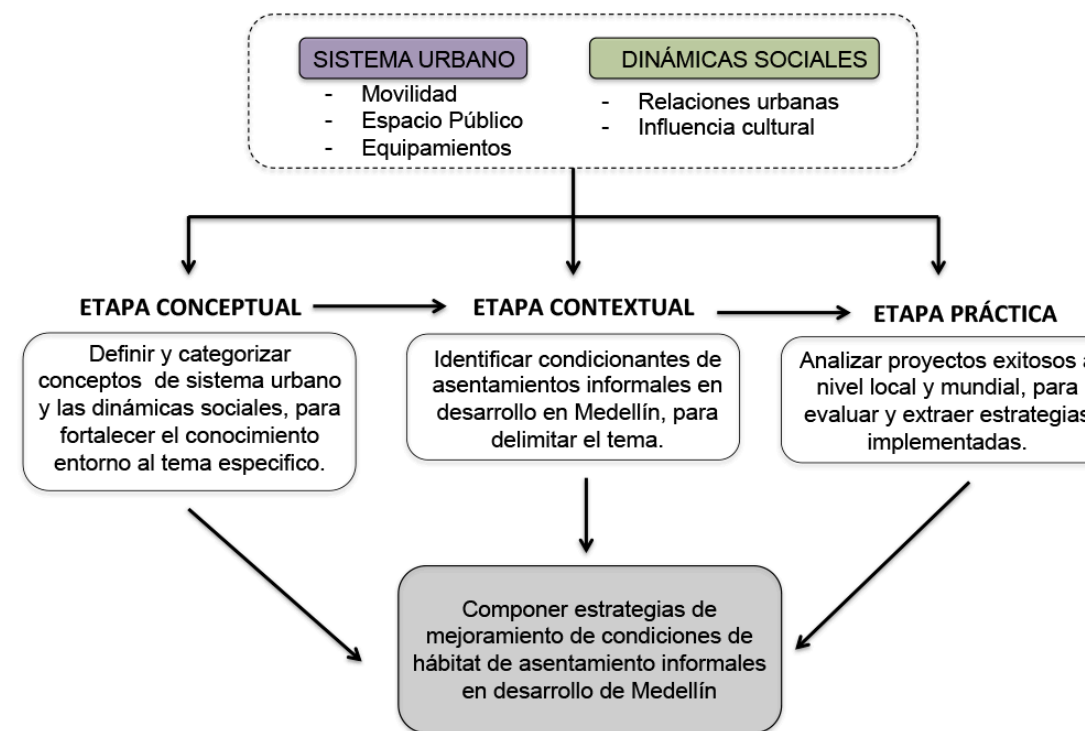 SISTEMA URBANO
- Movilidad
- Espacio Público
- Equipamientos
DINÁMICAS SOCIALES
- Relaciones urbanas
- Influencia cultural
ETAPA CONCEPTUAL
Definir y categorizar
conceptos de sistema urbano
y las dinámicas sociales, para
fortalecer el conocimiento
entorno al tema especifico.
ETAPA CONTEXTUAL
Identificar condicionantes de
asentamientos informales en
desarrollo en Medellín, para
delimitar el tema.
ETAPA PRÁCTICA
Analizar proyectos exitosos a
nivel local y mundial, para
evaluar y extraer estrategias
implementadas.
Componer estrategias de
mejoramiento de condiciones de
hábitat de asentamiento informales
en desarrollo de Medellín